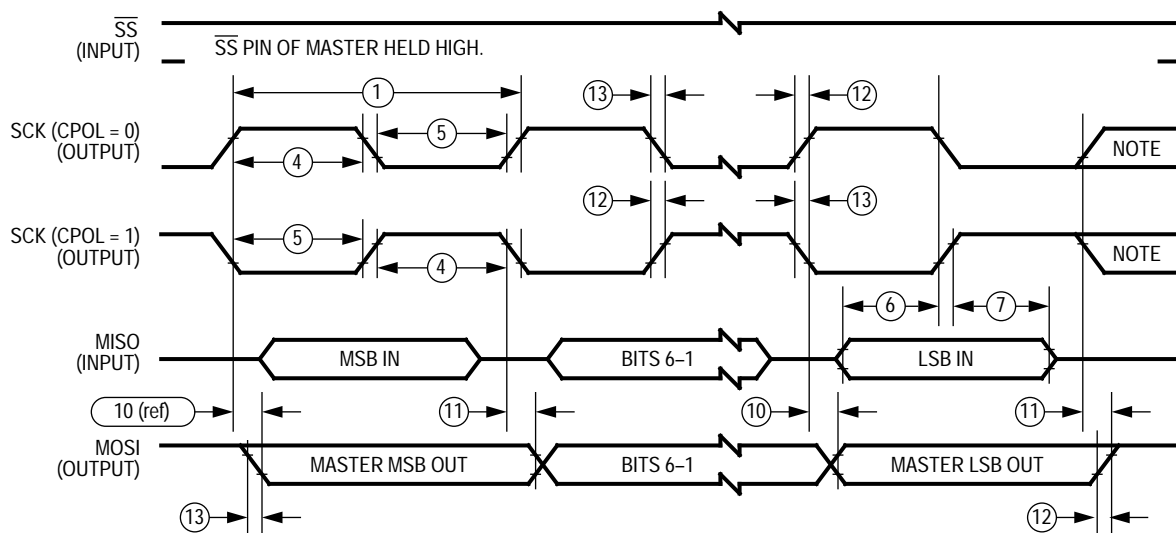 SS
(INPUT)
SS PIN OF MASTER HELD HIGH.
1
13
12
SCK (CPOL = 0)
(OUTPUT)
5
4
NOTE
12
13
SCK (CPOL = 1)
(OUTPUT)
5
4
NOTE
6
7
MISO
(INPUT)
MSB IN
BITS 6–1
LSB IN
10 (ref)
11
10
11
MOSI
(OUTPUT)
MASTER MSB OUT
BITS 6–1
MASTER LSB OUT
13
12